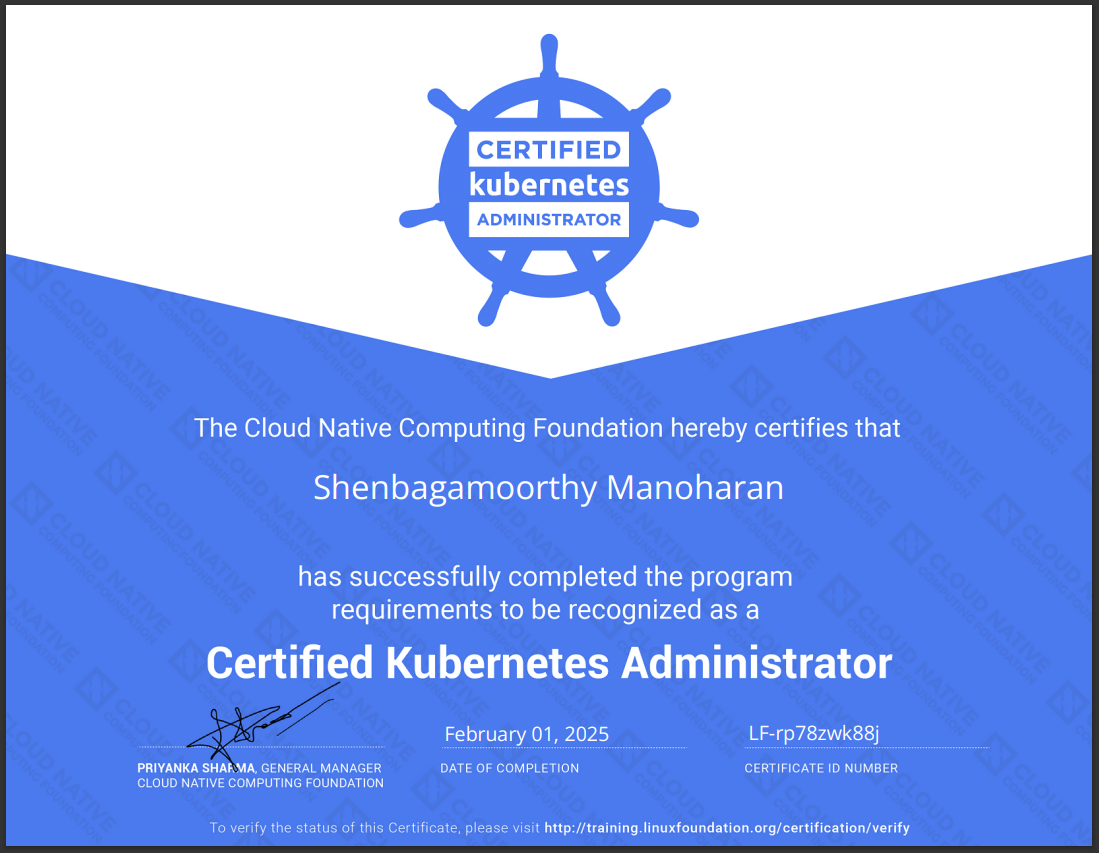 CERTIFIED
kubernetes
ADMINISTRATOR
The Cloud Native Computing Foundation hereby certifies that
Shenbagamoorthy Manoharan
has successfully completed the program
requirements to be recognized as a
Certified Kubernetes Administrator
PRIYANKA SHARMA, GENERAL MANAGER
CLOUD NATIVE COMPUTING FOUNDATION
February 01, 2025
DATE OF COMPLETION
LF-rp78zwk88j
CERTIFICATE ID NUMBER
To verify the status of this Certificate, please visit http://training.linuxfoundation.org/certification/verify